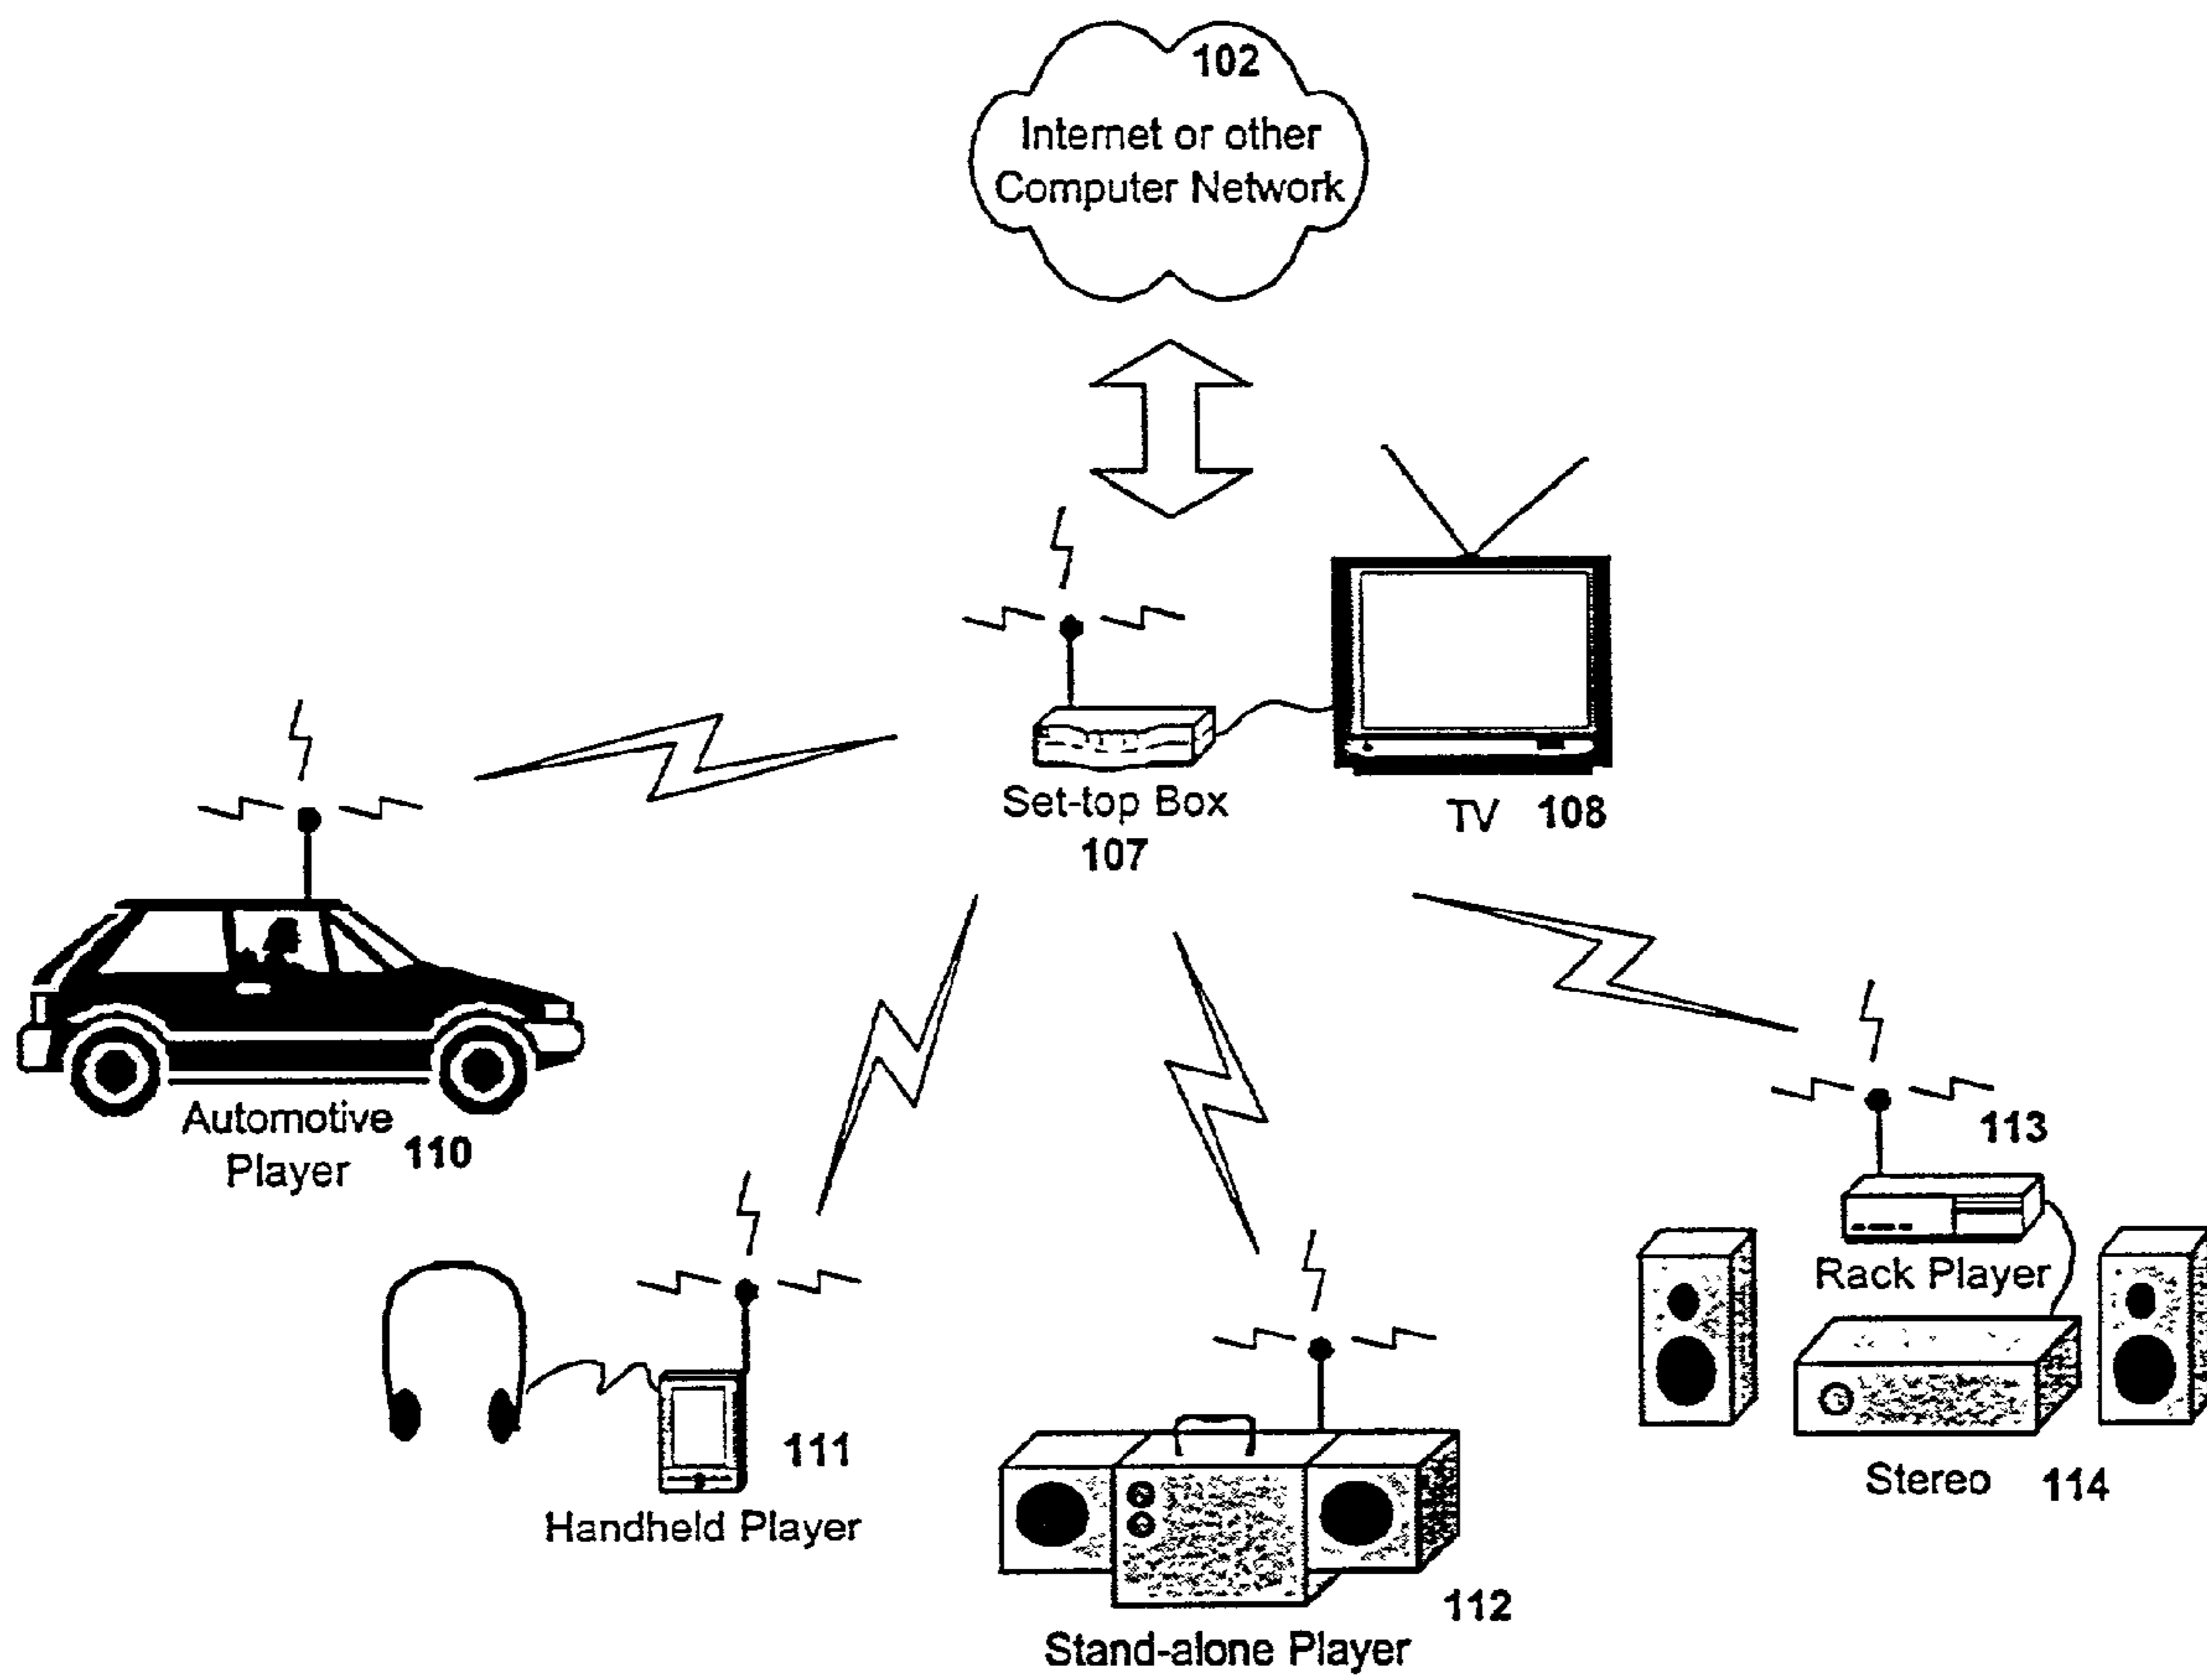 102
Internet or other
Computer Network
Set-top Box
107
TV 108
Automotive
Player 110
113
Rack Player
Handheld Player
111
Stereo 114
112
Stand-alone Player